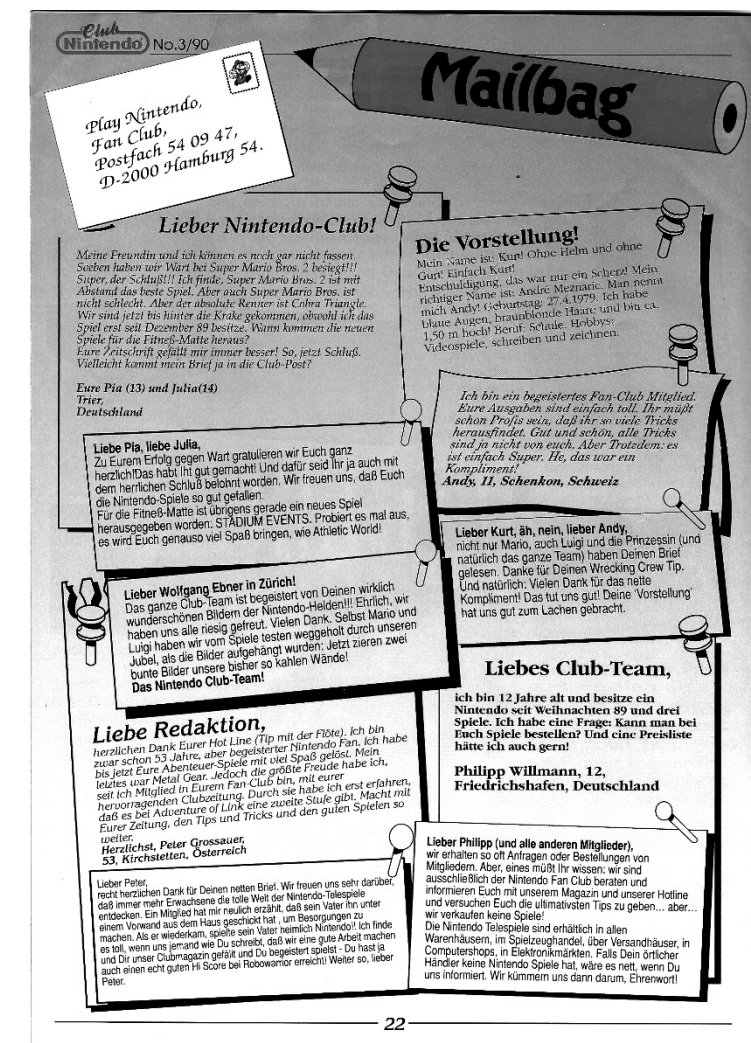 Club
Nintendo No.3/90
Mailbag
Play Nintendo,
Fan Club,
Postfach 54 09 47,
D-2000 Hamburg 54.
Lieber Nintendo-Club!
Meine Freundin und ich können es noch gar nicht fassen.
Soeben haben wir Wart bei Super Mario Bros. 2 besiegt!!!
Super, der Schluß!!! Ich finde, Super Mario Bros. 2 ist mit
Abstand das beste Spiel. Aber auch Super Mario Bros. ist
nicht schlecht. Aber der absolute Renner ist Cobra Triangle.
Wir sind jetzt bis hinter die Krake gekommen, obwohl ich das
Spiel erst seit Dezember 89 besitze. Wann kommen die neuen
Spiele für die Fitneß-Matte heraus?
Eure Zeitschrift gefällt mir immer besser! So, jetzt Schluß.
Vielleicht kommt mein Brief ja in die Club-Post?
Eure Pia (13) und Julia(14)
Trier,
Deutschland
Liebe Pia, liebe Julia,
Zu Eurem Erfolg gegen Wart gratulieren wir Euch ganz
herzlich!Das habt Iht gut gemacht! Und dafür seid Ihr ja auch mit
dem herrlichen Schluß belohnt worden. Wir freuen uns, daß Euch
die Nintendo-Spiele so gut gefallen.
Für die Fitneß-Matte ist übrigens gerade ein neues Spiel
herausgegeben worden: STADIUM EVENTS. Probiert es mal aus,
es wird Euch genauso viel Spaß bringen, wie Athletic World!
Die Vorstellung!
Mein Name ist: Kurt! Ohne Helm und ohne
Gurt! Einfach Kurt!
Entschuldigung, das war nur ein Scherz! Mein
richtiger Name ist: André Meznaric. Man nennt
mich Andy! Geburtstag: 27.4.1979. Ich habe
blaue Augen, braunblonde Haare und bin ca.
1,50 m hoch! Beruf: Schule. Hobbys:
Videospiele, schreiben und zeichnen.
Ich bin ein begeistertes Fan-Club Mitglied.
Eure Ausgaben sind einfach toll. Ihr müßt
schon Profis sein, daß ihr so viele Tricks
herausfindet. Gut und schön, alle Tricks
sind ja nicht von euch. Aber Trotzdem: es
ist einfach Super. He, das war ein
Kompliment!
Andy, 11, Schenkon, Schweiz
Lieber Kurt, äh, nein, lieber Andy,
nicht nur Mario, auch Luigi und die Prinzessin (und
natürlich das ganze Team) haben Deinen Brief
gelesen. Danke für Deinen Wrecking Crew Tip.
Und natürlich: Vielen Dank für das nette
Kompliment! Das tut uns gut! Deine 'Vorstellung'
hat uns gut zum Lachen gebracht.
Lieber Wolfgang Ebner in Zürich!
Das ganze Club-Team ist begeistert von Deinen wirklich
wunderschönen Bildern der Nintendo-Helden!!! Ehrlich, wir
haben uns alle riesig gefreut. Vielen Dank. Selbst Mario und
Luigi haben wir vom Spiele testen weggeholt durch unseren
Jubel, als die Bilder aufgehängt wurden: Jetzt zieren zwei
bunte Bilder unsere bisher so kahlen Wände!
Das Nintendo Club-Team!
Liebe Redaktion,
herzlichen Dank Eurer Hot Line (Tip mit der Flöte). Ich bin
zwar schon 53 Jahre, aber begeisterter Nintendo Fan. Ich habe
bis jetzt Eure Abenteuer-Spiele mit viel Spaß gelöst. Mein
letztes war Metal Gear. Jedoch die größte Freude habe ich,
seit ich Mitglied in Eurem Fan-Club bin, mit eurer
hervorragenden Clubzeitung. Durch sie habe ich erst erfahren,
daß es bei Adventure of Link eine zweite Stufe gibt. Macht mit
Eurer Zeitung, den Tips und Tricks und den guten Spielen so
weiter.
Herzlichst, Peter Grossauer,
53, Kirchstetten, Österreich
Lieber Peter,
recht herzlichen Dank für Deinen netten Brief. Wir freuen uns sehr darüber,
daß immer mehr Erwachsene die tolle Welt der Nintendo-Telespiele
entdecken. Ein Mitglied hat mir neulich erzählt, daß sein Vater ihn unter
einem Vorwand aus dem Haus geschickt hat , um Besorgungen zu
machen. Als er wiederkam, spielte sein Vater heimlich Nintendo!! Ich finde
es toll, wenn uns jemand wie Du schreibt, daß wir eine gute Arbeit machen
und Dir unser Clubmagazin gefällt und Du begeistert spielst - Du hast ja
auch einen echt guten Hi Score bei Robowarrior erreicht! Weiter so, lieber
Peter.
Liebes Club-Team,
ich bin 12 Jahre alt und besitze ein
Nintendo seit Weihnachten 89 und drei
Spiele. Ich habe eine Frage: Kann man bei
Euch Spiele bestellen? Und eine Preisliste
hätte ich auch gern!
Philipp Willmann, 12,
Friedrichshafen, Deutschland
Lieber Philipp (und alle anderen Mitglieder),
wir erhalten so oft Anfragen oder Bestellungen von
Mitgliedern. Aber, eines müßt Ihr wissen: wir sind
ausschließlich der Nintendo Fan Club beraten und
informieren Euch mit unserem Magazin und unserer Hotline
und versuchen Euch die ultimativsten Tips zu geben... aber...
wir verkaufen keine Spiele!
Die Nintendo Telespiele sind erhältlich in allen
Warenhäusern, im Spielzeughandel, über Versandhäuser, in
Computershops, in Elektronikmärkten. Falls Dein örtlicher
Händler keine Nintendo Spiele hat, wäre es nett, wenn Du
uns informiert. Wir kümmern uns dann darum, Ehrenwort!
22